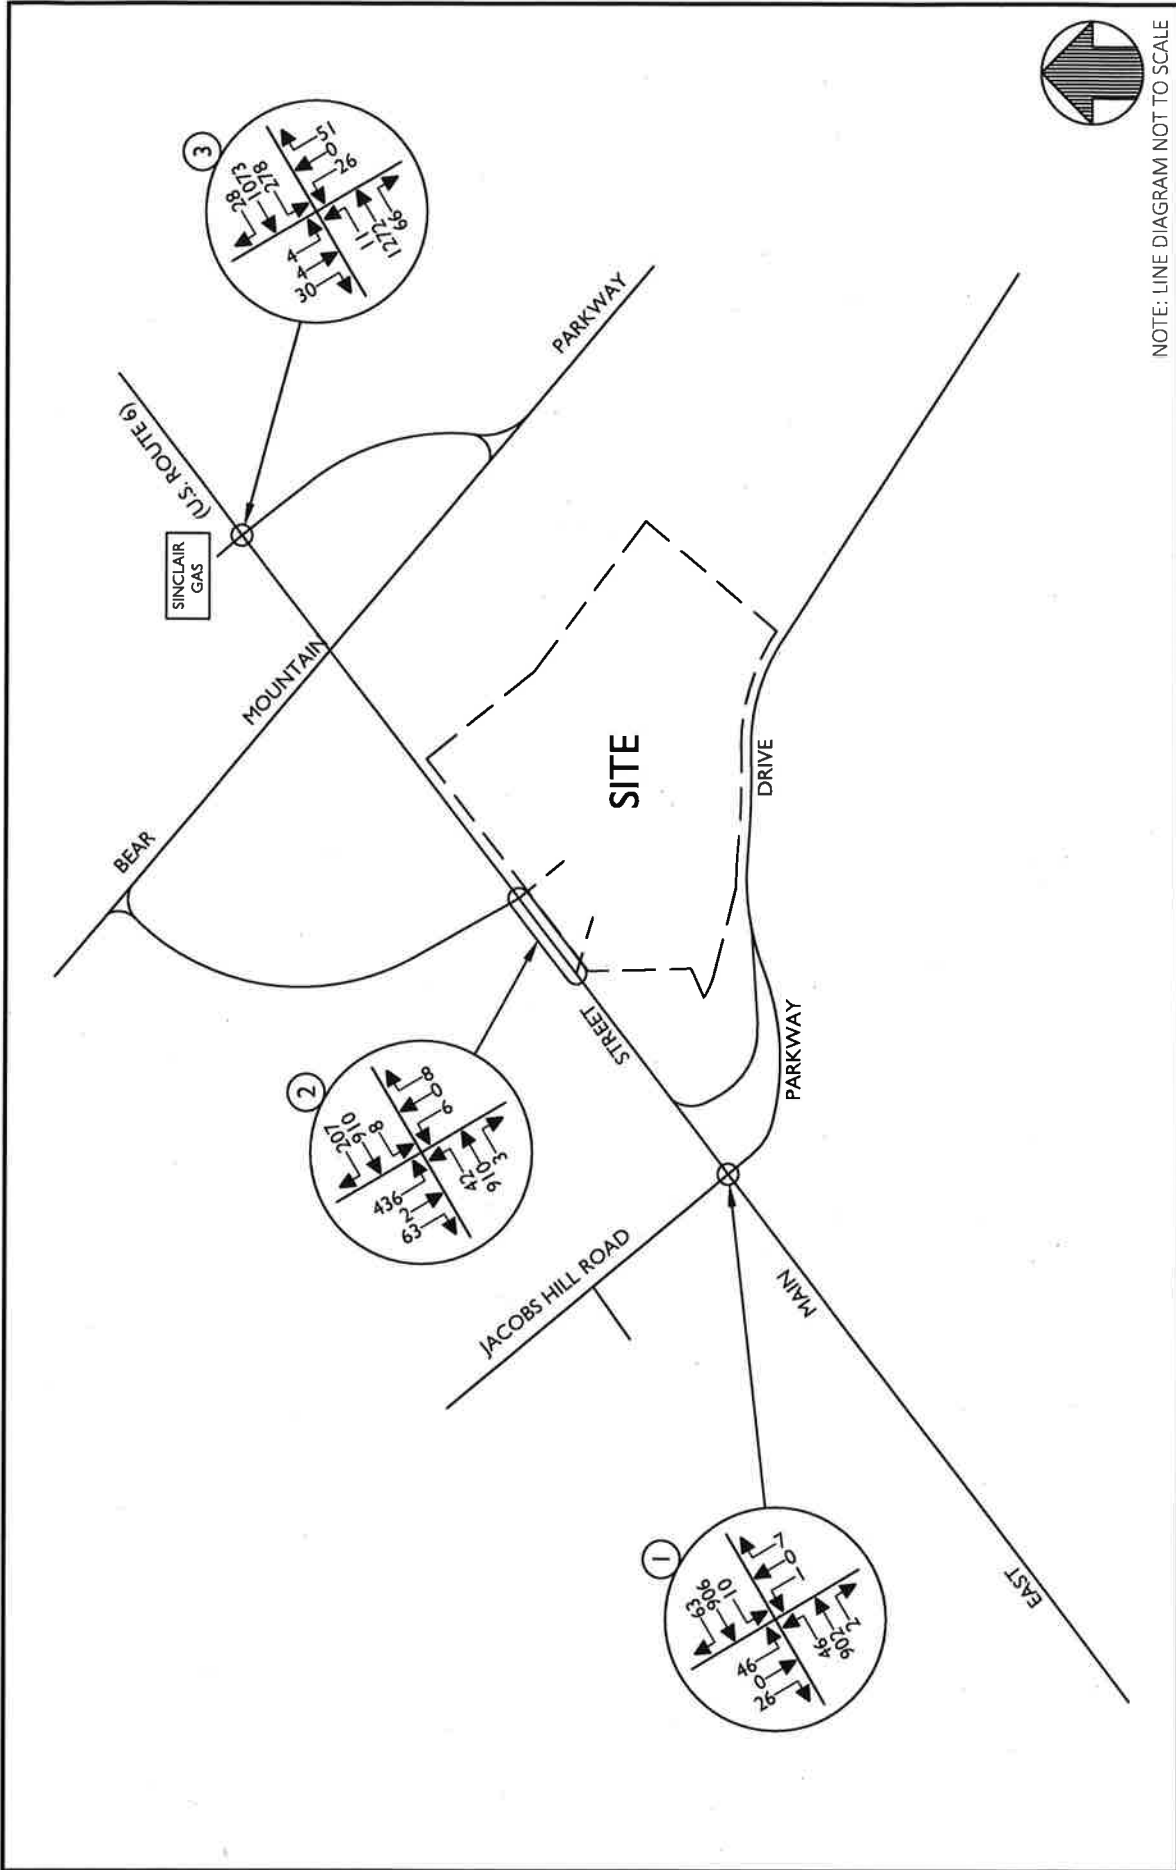 3
28
1073
278
51
0
26
4
4
30
11
1272
66
(U.S. ROUTE 6)
SINCLAIR
GAS
PARKWAY
MOUNTAIN
BEAR
SITE
DRIVE
PARKWAY
STREET
2
207
910
8
8
0
6
436
2
63
42
910
3
JACOBS HILL ROAD
MAIN
EAST
1
63
906
10
7
0
1
46
0
26
46
902
2
NOTE: LINE DIAGRAM NOT TO SCALE